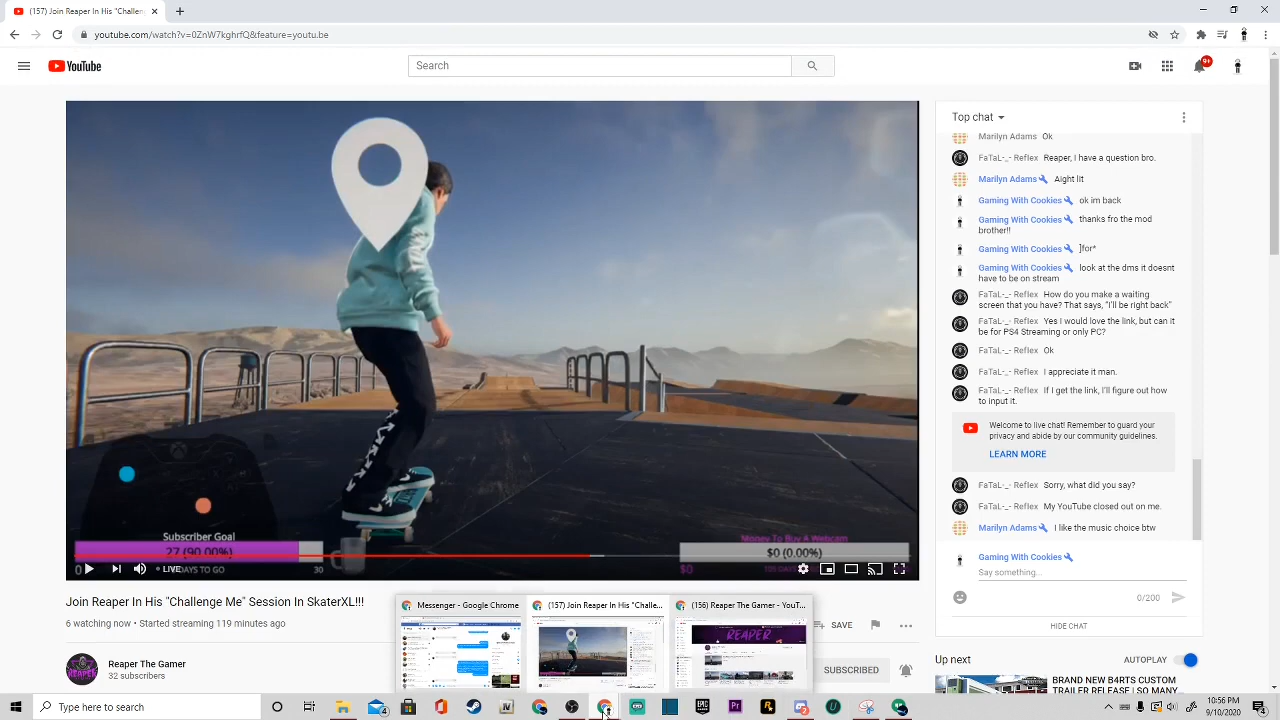 (157) Join Reaper In His "Challen
youtube.com/watch?v=0ZnW7kghrfQ&feature=youtu.be
YouTube
Search
9+
Top chat
Marilyn Adams Ok
FaTaL-_- Reflex Reaper, I have a question bro.
Marilyn Adams Aight lit
Gaming With Cookies ok im back
Gaming With Cookies thanks fro the mod
brother!!
Gaming With Cookies ]for*
Gaming With Cookies look at the dms it doesnt
have to be on stream
FaTaL-_- Reflex How do you make a waiting
screen that you have? That says, "I'll be right back"
FaTaL-_- Reflex Yes I would love the link, but can it
be for PS4 Streaming or only PC?
FaTaL-_- Reflex Ok
FaTaL-_- Reflex I appreciate it man.
FaTaL-_- Reflex If I get the link, I'll figure out how
to input it.
Welcome to live chat! Remember to guard your
privacy and abide by our community guidelines.
LEARN MORE
FaTaL-_- Reflex Sorry, what did you say?
FaTaL-_- Reflex My YouTube closed out on me.
Marilyn Adams I like the music choice btw
Gaming With Cookies
Say something...
0/200
HIDE CHAT
Subscriber Goal
27 (90.00%)
0
DAYS TO GO
30
LIVE
Money To Buy A Webcam
$0 (0.00%)
$0
Join Reaper In His "Challenge Me" Session In SkaterXL!!!
6 watching now • Started streaming 119 minutes ago
SAVE
Reaper The Gamer
subscribers
SUBSCRIBED
Messenger - Google Chrome
(157) Join Reaper In His "Challe...
(156) Reaper The Gamer - YouT...
REAPER
Up next
AUTOPLAY
BRAND NEW B4RTS CUSTOM
TRAILER RELEASE | SO MANY
Type here to search
10:56 PM
9/10/2020